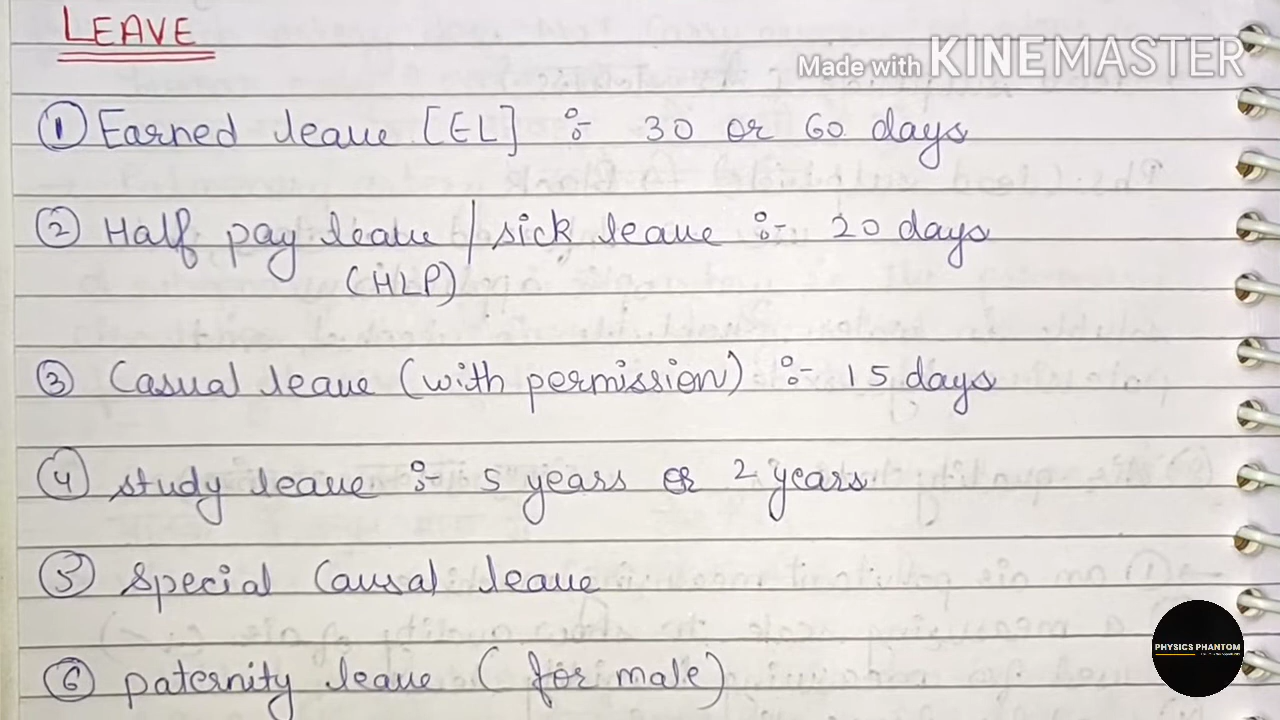 LEAVE
Made with KINEMASTER
① Earned leave [EL] :- 30 or 60 days
② Half pay leave / sick leave :- 20 days
(HLP)
③ Casual leave (with permission) :- 15 days
④ study leave :- 5 years or 2 years
⑤ special Causal leave
⑥ paternity leave (for male)
PHYSICS PHANTOM